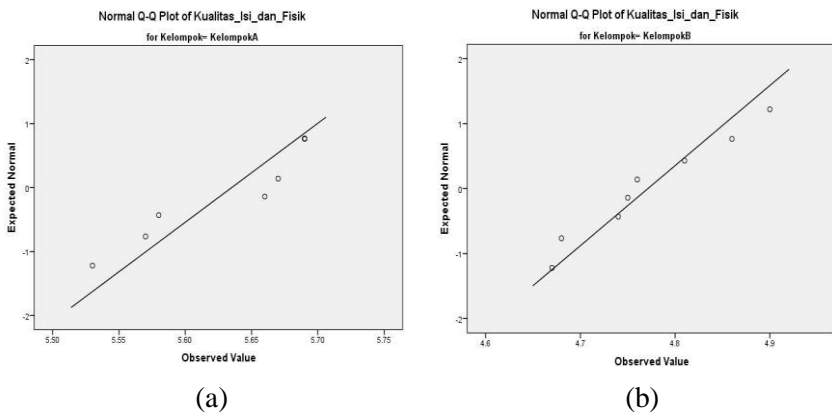 Normal Q-Q Plot of Kualitas_Isi_dan_Fisik
for Kelompok= KelompokA
2
1
0
-1
-2
Expected Normal
5.50
5.55
5.60
5.65
5.70
5.75
Observed Value
(a)
Normal Q-Q Plot of Kualitas_Isi_dan_Fisik
for Kelompok= KelompokB
2
1
0
-1
-2
Expected Normal
4.6
4.7
4.8
4.9
Observed Value
(b)